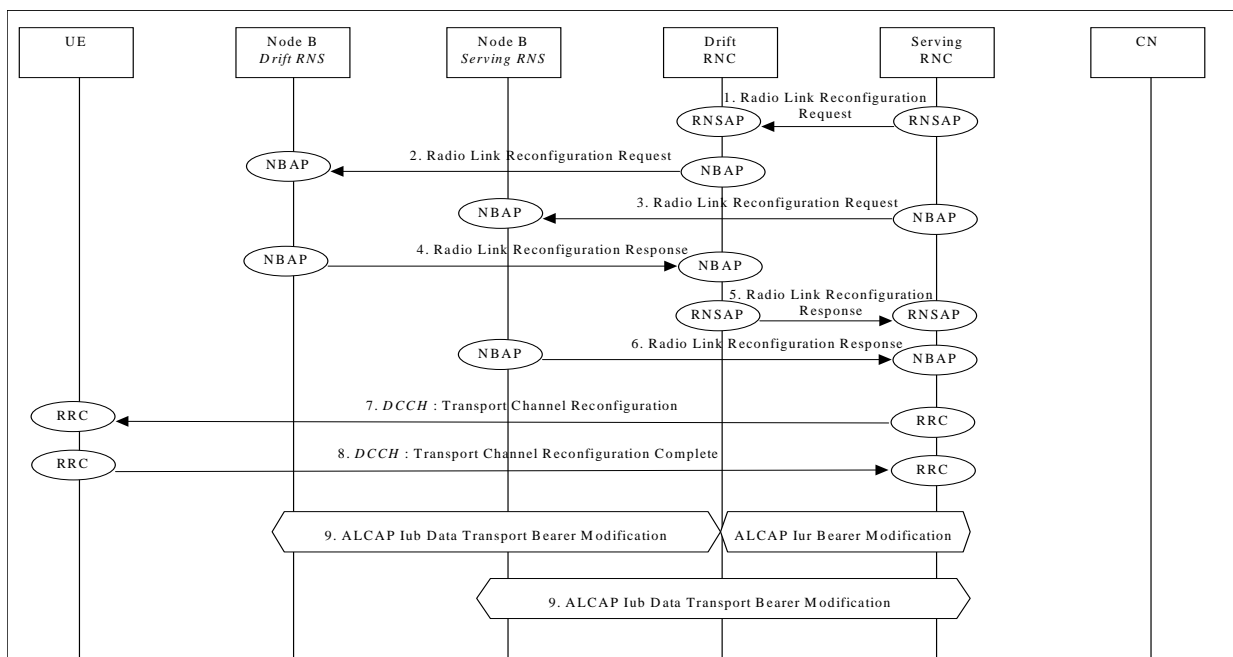 UE
Node B
Drift RNS
Node B
Serving RNS
Drift
RNC
Serving
RNC
CN
1. Radio Link Reconfiguration
Request
RNSAP
RNSAP
2. Radio Link Reconfiguration Request
NBAP
NBAP
3. Radio Link Reconfiguration Request
NBAP
NBAP
4. Radio Link Reconfiguration Response
NBAP
NBAP
5. Radio Link Reconfiguration
Response
RNSAP
RNSAP
6. Radio Link Reconfiguration Response
NBAP
NBAP
7. DCCH : Transport Channel Reconfiguration
RRC
RRC
8. DCCH : Transport Channel Reconfiguration Complete
RRC
RRC
9. ALCAP Iub Data Transport Bearer Modification
ALCAP Iur Bearer Modification
9. ALCAP Iub Data Transport Bearer Modification